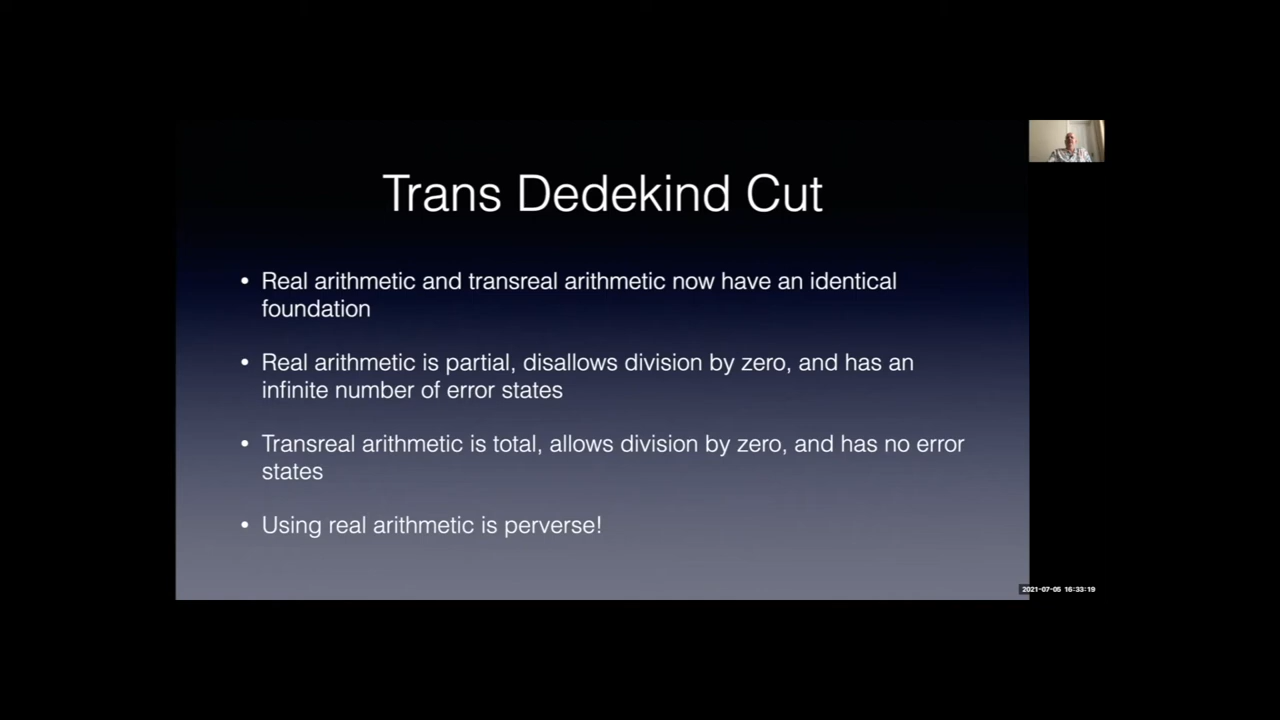 Trans Dedekind Cut
• Real arithmetic and transreal arithmetic now have an identical
foundation
• Real arithmetic is partial, disallows division by zero, and has an
infinite number of error states
• Transreal arithmetic is total, allows division by zero, and has no error
states
• Using real arithmetic is perverse!
2021-07-05 16:33:19